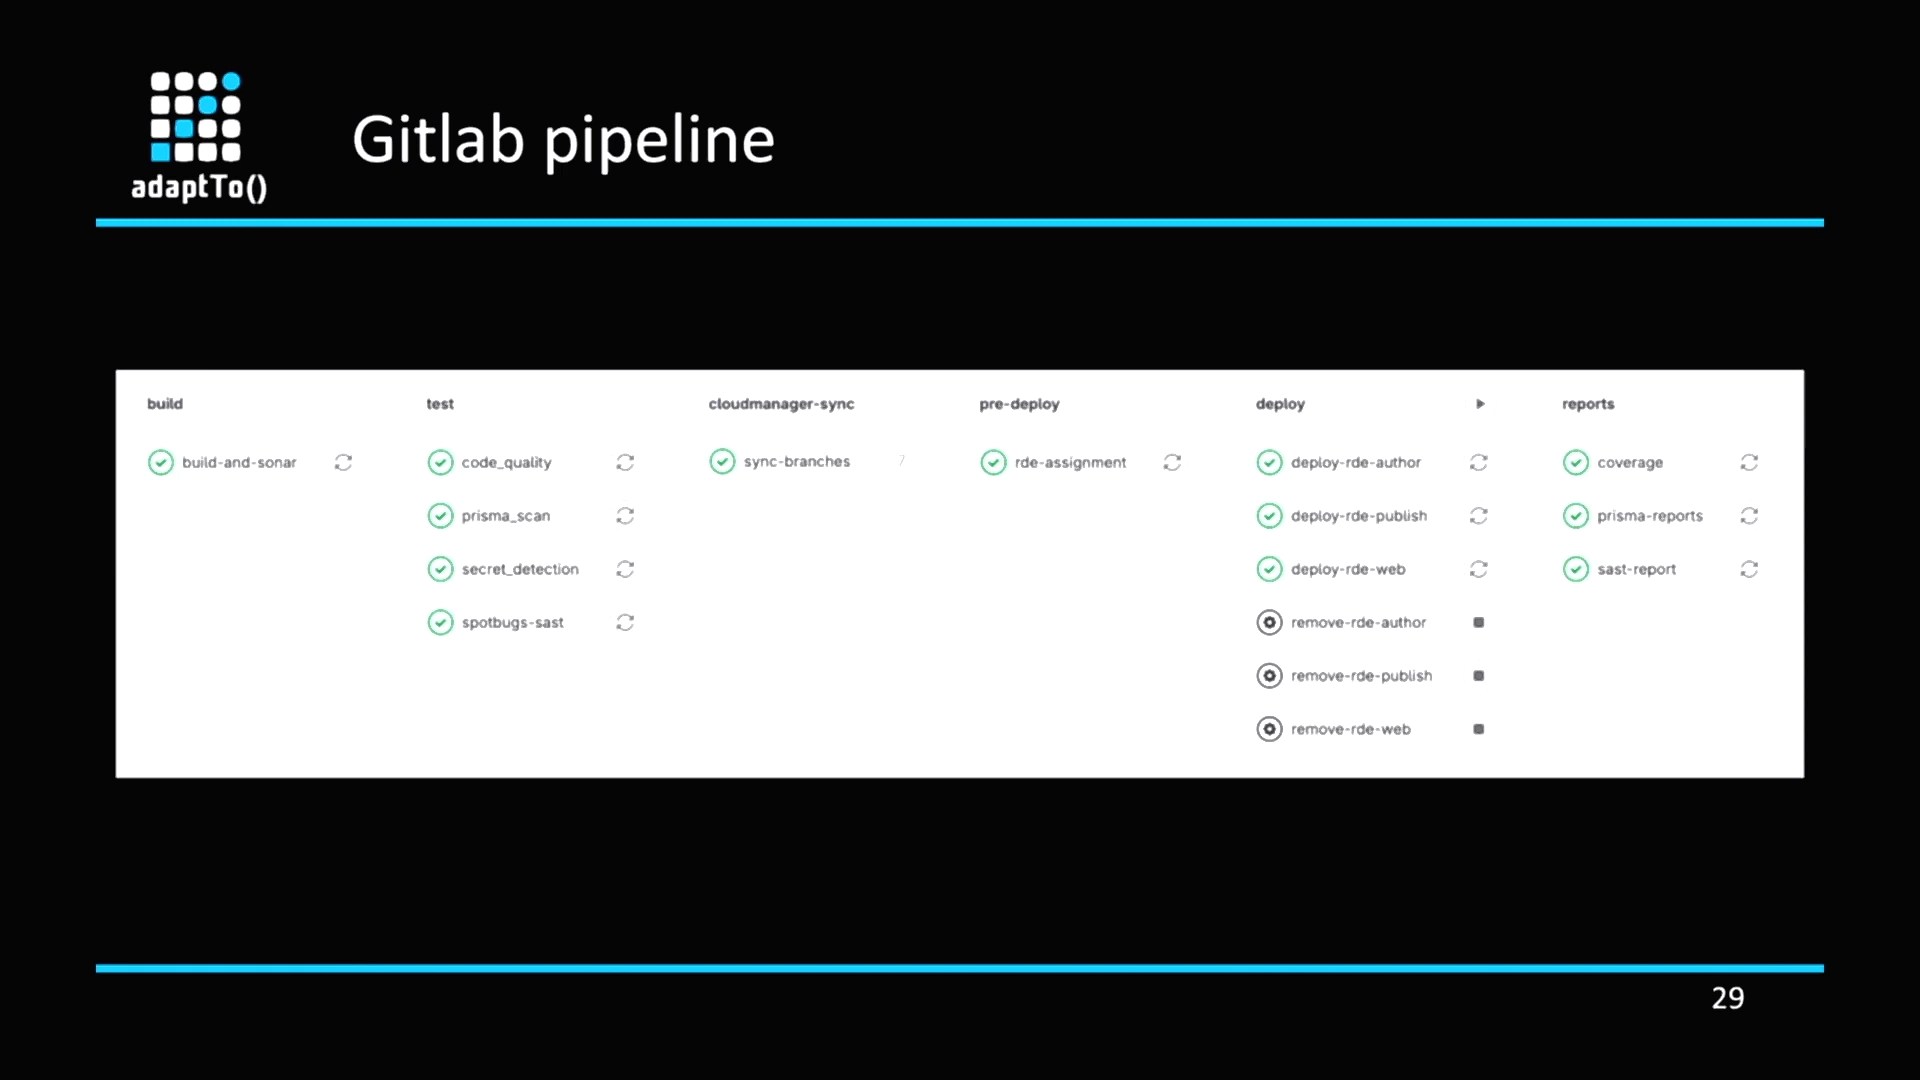 adaptTo()
Gitlab pipeline
build
build-and-sonar
test
code_quality
prisma_scan
secret_detection
spotbugs-sast
cloudmanager-sync
sync-branches
pre-deploy
rde-assignment
deploy
deploy-rde-author
deploy-rde-publish
deploy-rde-web
remove-rde-author
remove-rde-publish
remove-rde-web
reports
coverage
prisma-reports
sast-report
29